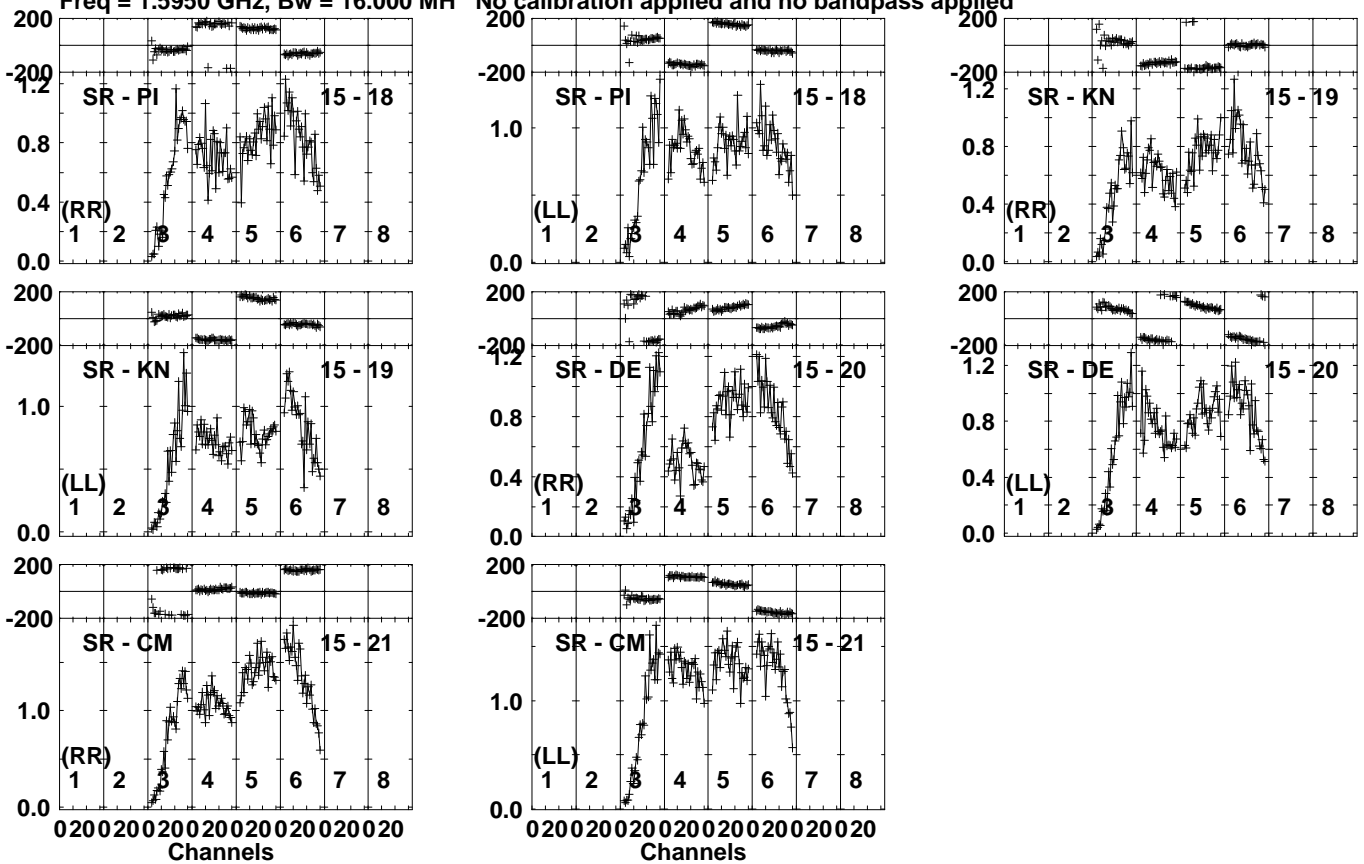 Freq = 1.5950 GHz, Bw = 16.000 MH No calibration applied and no bandpass applied
200
-200
SR - PI 15 - 18
1.2
0.8
0.4
0.0
(RR)
1 2 3 4 5 6 7 8
200
-200
SR - PI 15 - 18
1.0
0.0
(LL)
1 2 3 4 5 6 7 8
200
-200
SR - KN 15 - 19
1.2
0.8
0.4
0.0
(RR)
1 2 3 4 5 6 7 8
200
-200
SR - KN 15 - 19
1.0
0.0
(LL)
1 2 3 4 5 6 7 8
200
-200
SR - DE 15 - 20
1.2
0.8
0.4
0.0
(RR)
1 2 3 4 5 6 7 8
200
-200
SR - DE 15 - 20
1.2
0.8
0.4
0.0
(LL)
1 2 3 4 5 6 7 8
200
-200
SR - CM 15 - 21
1.0
0.0
(RR)
1 2 3 4 5 6 7 8
0 20 0 20 0 20 0 20 0 20 0 20 0 20 0 20
Channels
200
-200
SR - CM 15 - 21
1.0
0.0
(LL)
1 2 3 4 5 6 7 8
0 20 0 20 0 20 0 20 0 20 0 20 0 20 0 20
Channels